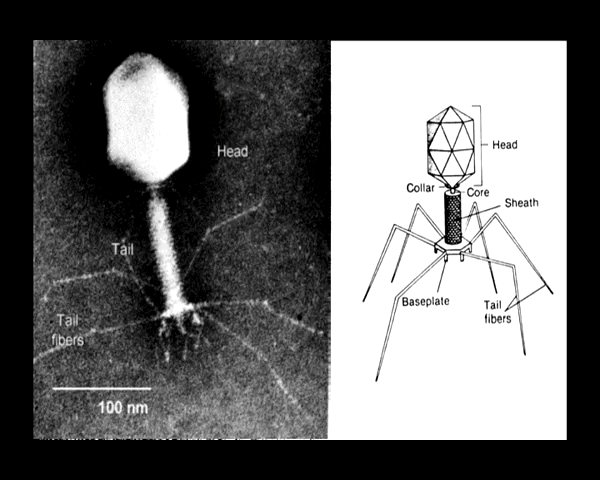 Head
Tail
Tail
fibers
100 nm
Head
Collar
Core
Sheath
Baseplate
Tail
fibers